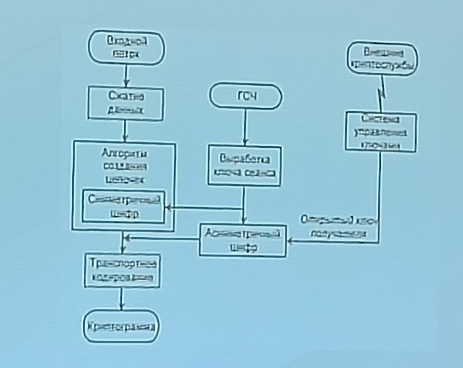 Входной
поток
Сжатие
данных
Алгоритм
создания
цепочек
Симметричный
шифр
Транспортное
кодирование
Криптограмма
ГСЧ
Выработка
ключа сеанса
Асиметричный
шифр
Внешние
криптослужбы
Система
управления
ключами
Открытый ключ
получателя